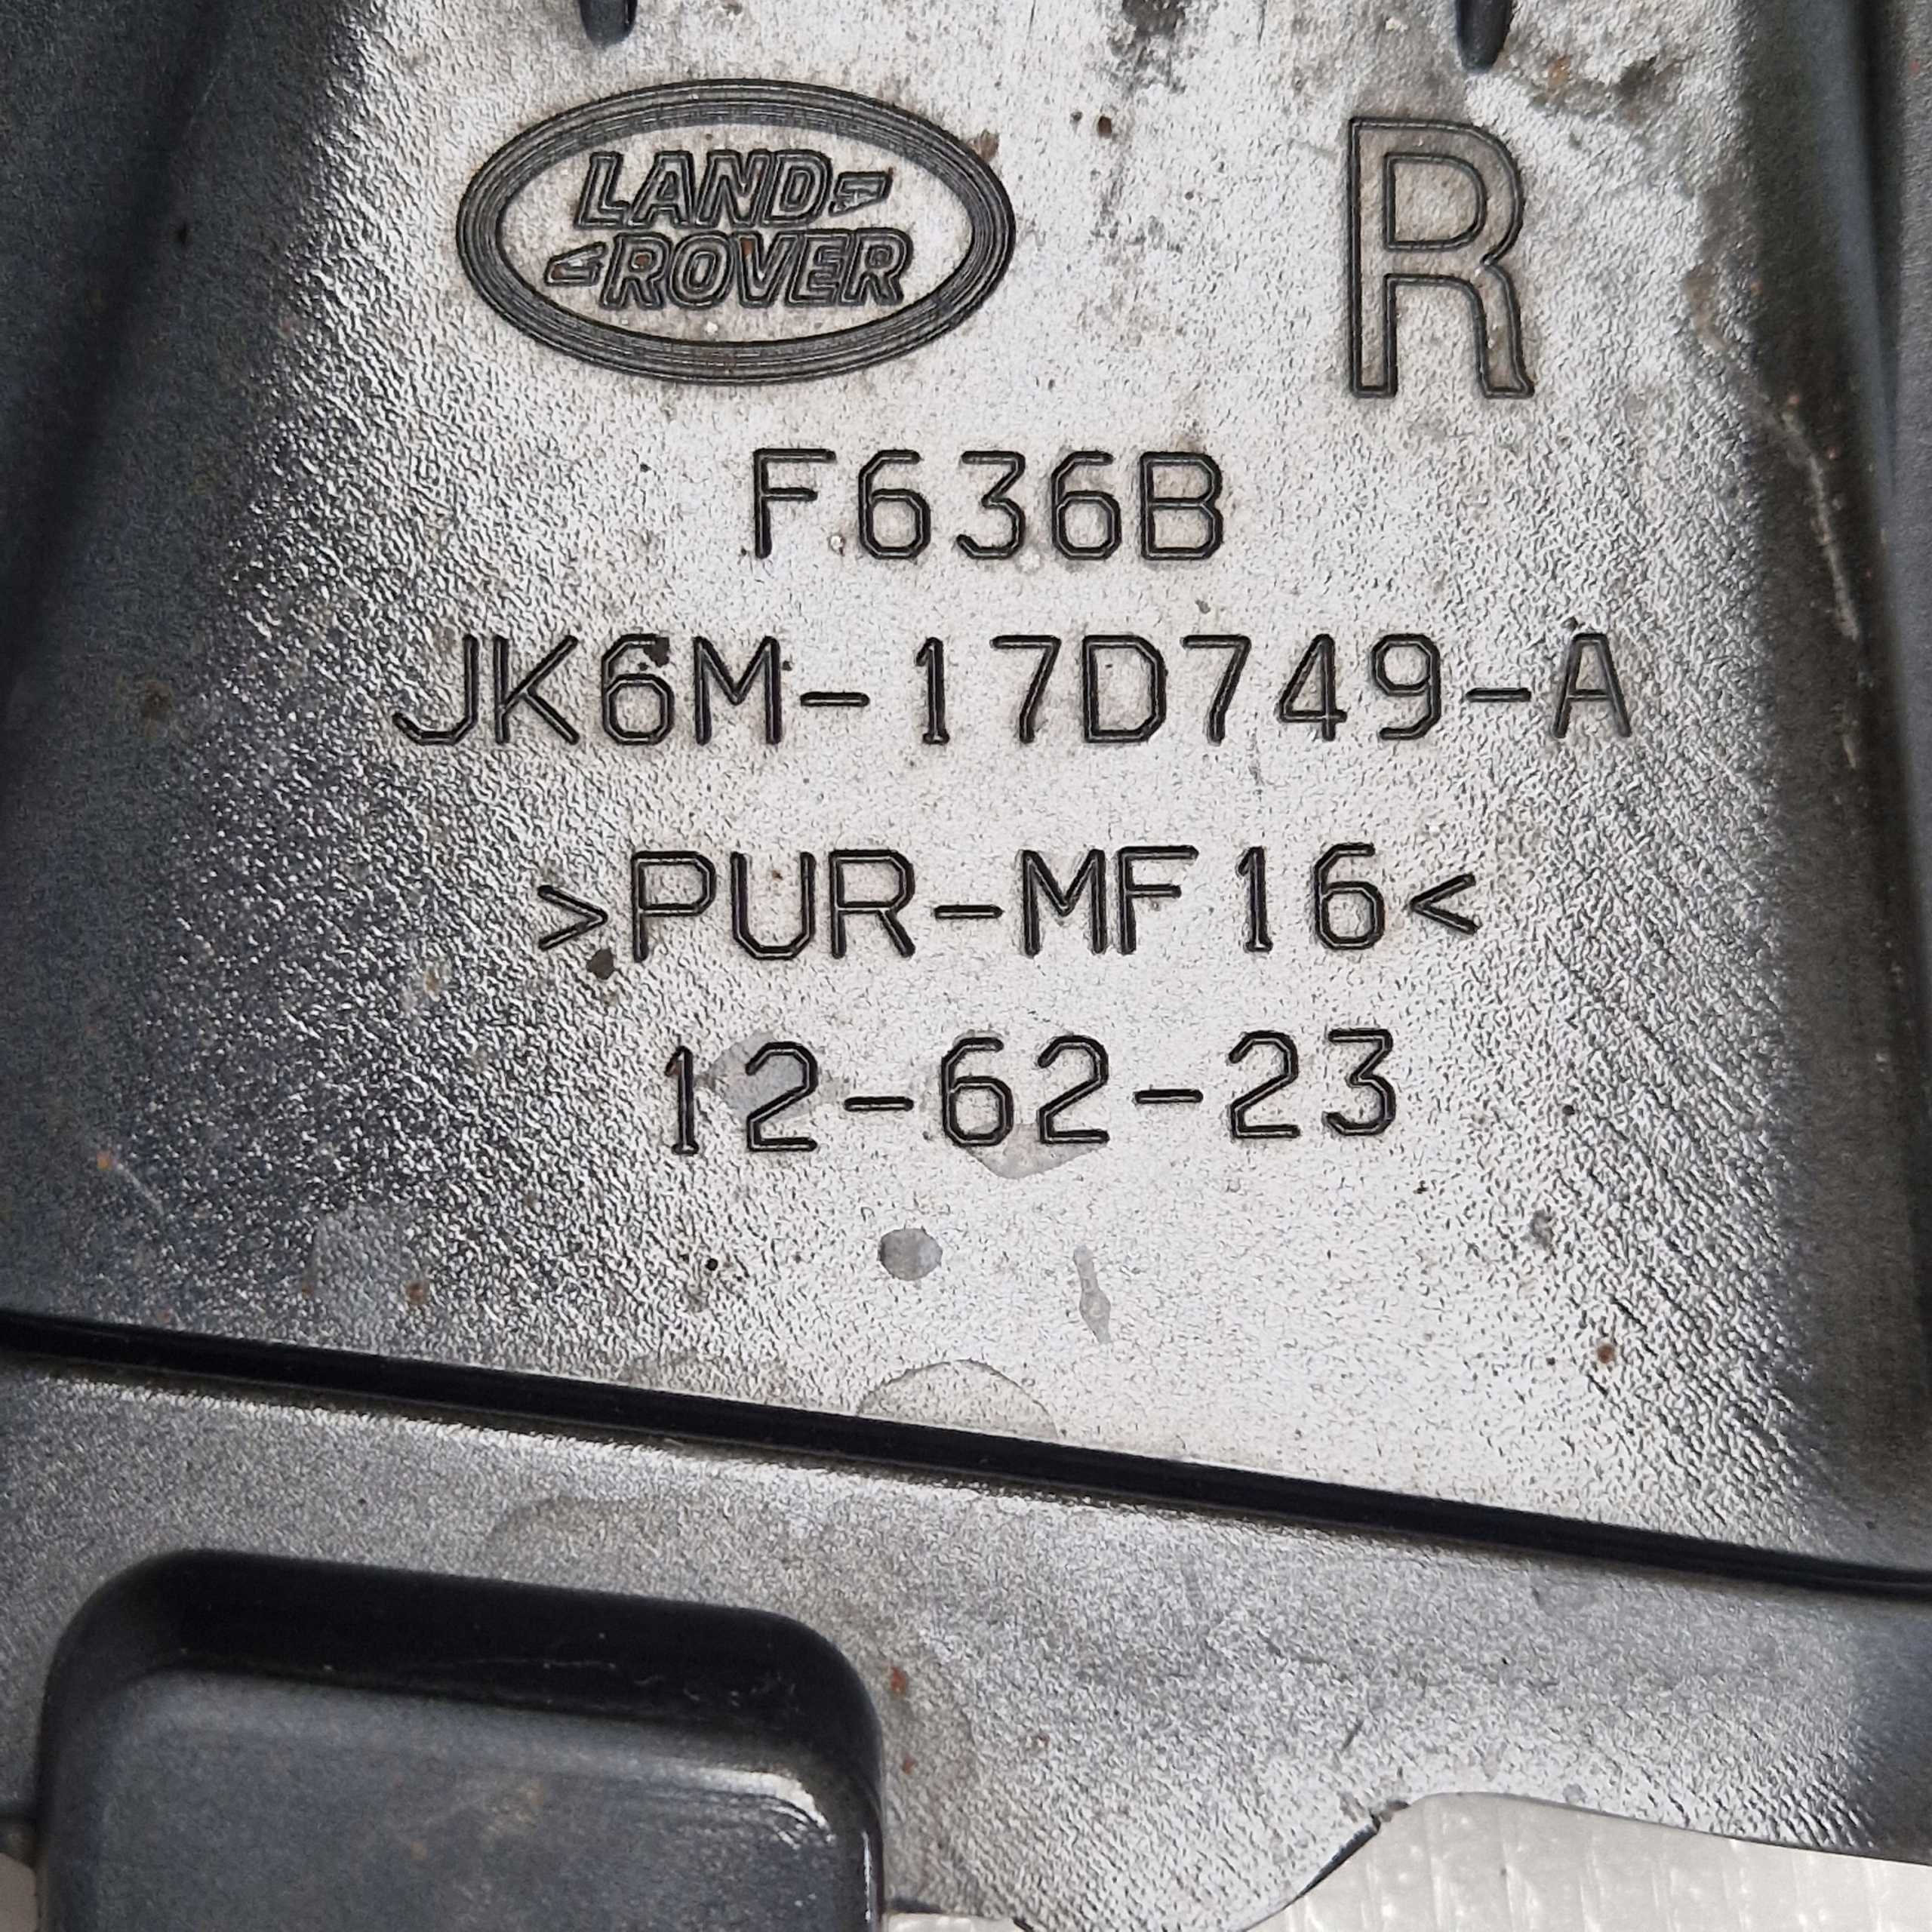 LAND
ROVER
R
F636B
JK6M-17D749-A
>PUR-MF16<
12-62-23